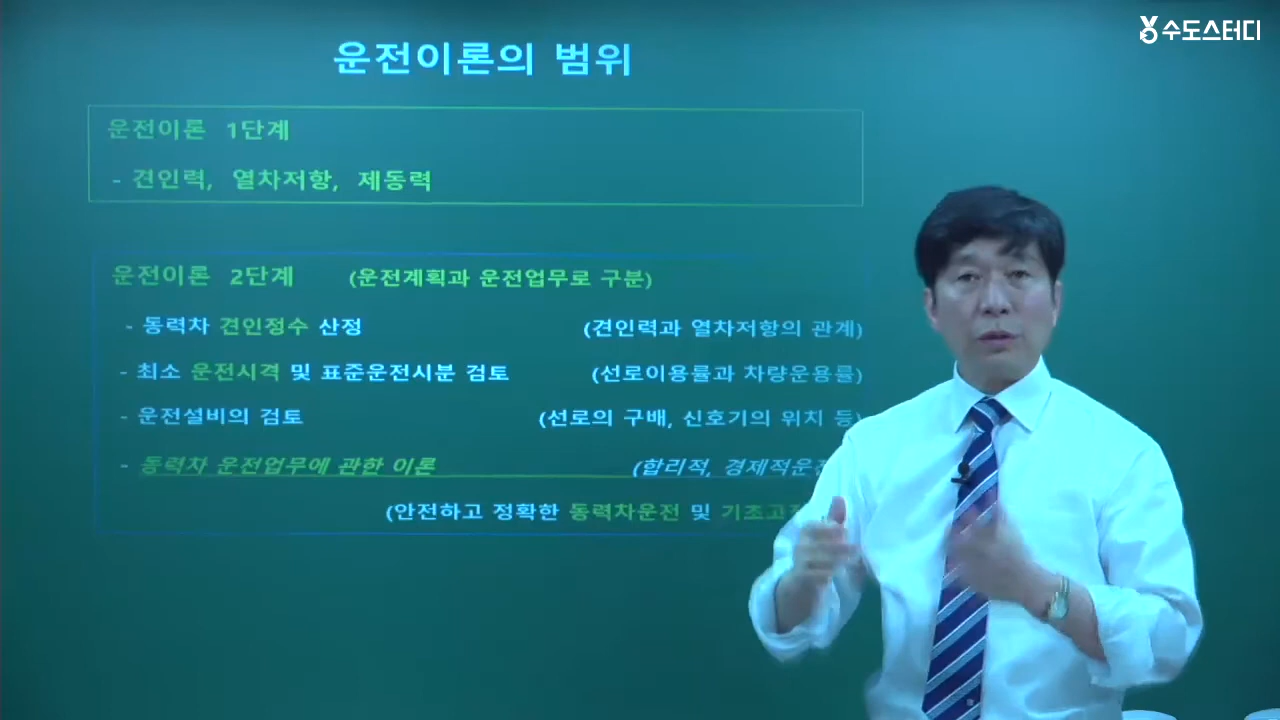 수도스터디
운전이론의 범위
운전이론 1단계
- 견인력, 열차저항, 제동력
운전이론 2단계 (운전계획과 운전업무로 구분)
- 동력차 견인정수 산정 (견인력과 열차저항의 관계)
- 최소 운전시격 및 표준운전시분 검토 (선로이용률과 차량운용률)
- 운전설비의 검토 (선로의 구배, 신호기의 위치 등)
- 동력차 운전업무에 관한 이론 (합리적, 경제적운전
(안전하고 정확한 동력차운전 및